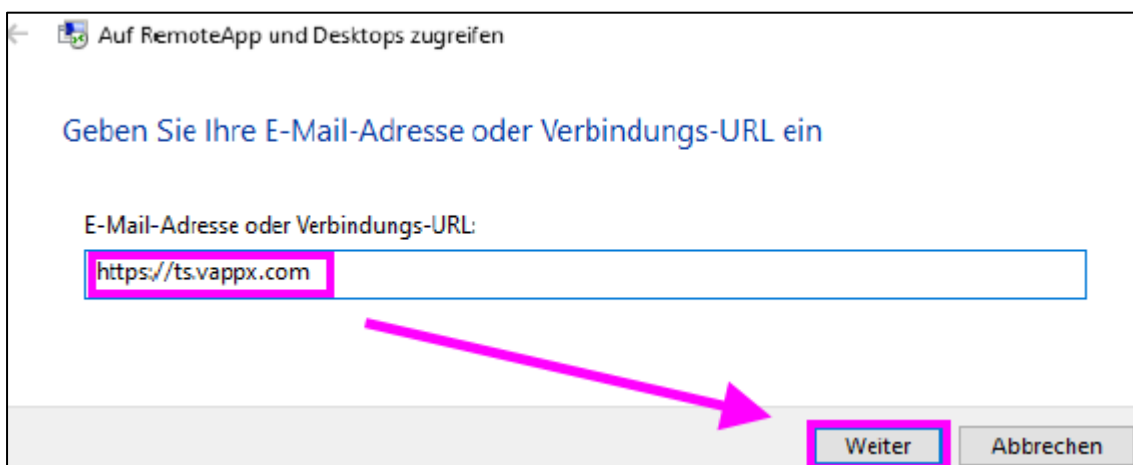 Auf RemoteApp und Desktops zugreifen
Geben Sie Ihre E-Mail-Adresse oder Verbindungs-URL ein
E-Mail-Adresse oder Verbindungs-URL:
https://ts.vappx.com
Weiter Abbrechen